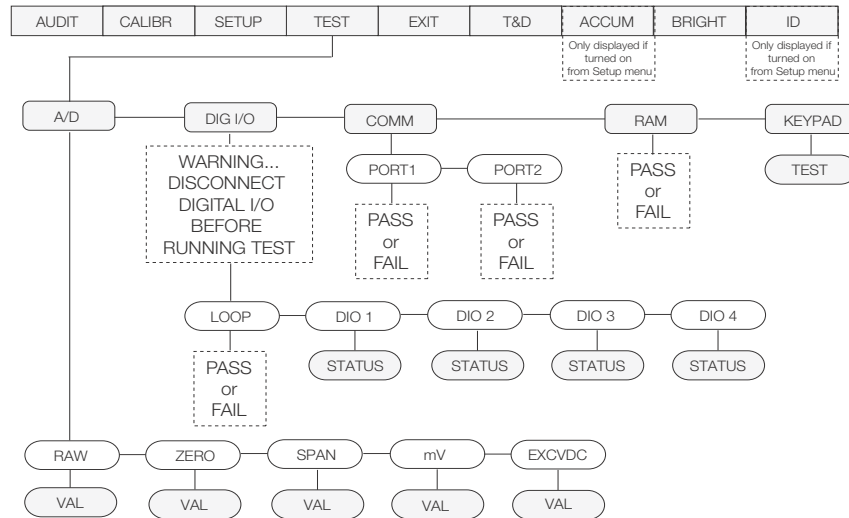 AUDIT
CALIBR
SETUP
TEST
EXIT
T&D
ACCUM
BRIGHT
ID
Only displayed if
turned on
from Setup menu
Only displayed if
turned on
from Setup menu
A/D
DIG I/O
COMM
RAM
KEYPAD
WARNING...
DISCONNECT
DIGITAL I/O
BEFORE
RUNNING TEST
PORT1
PORT2
PASS
or
FAIL
PASS
or
FAIL
PASS
or
FAIL
TEST
LOOP
DIO 1
DIO 2
DIO 3
DIO 4
PASS
or
FAIL
STATUS
STATUS
STATUS
STATUS
RAW
ZERO
SPAN
mV
EXCVDC
VAL
VAL
VAL
VAL
VAL